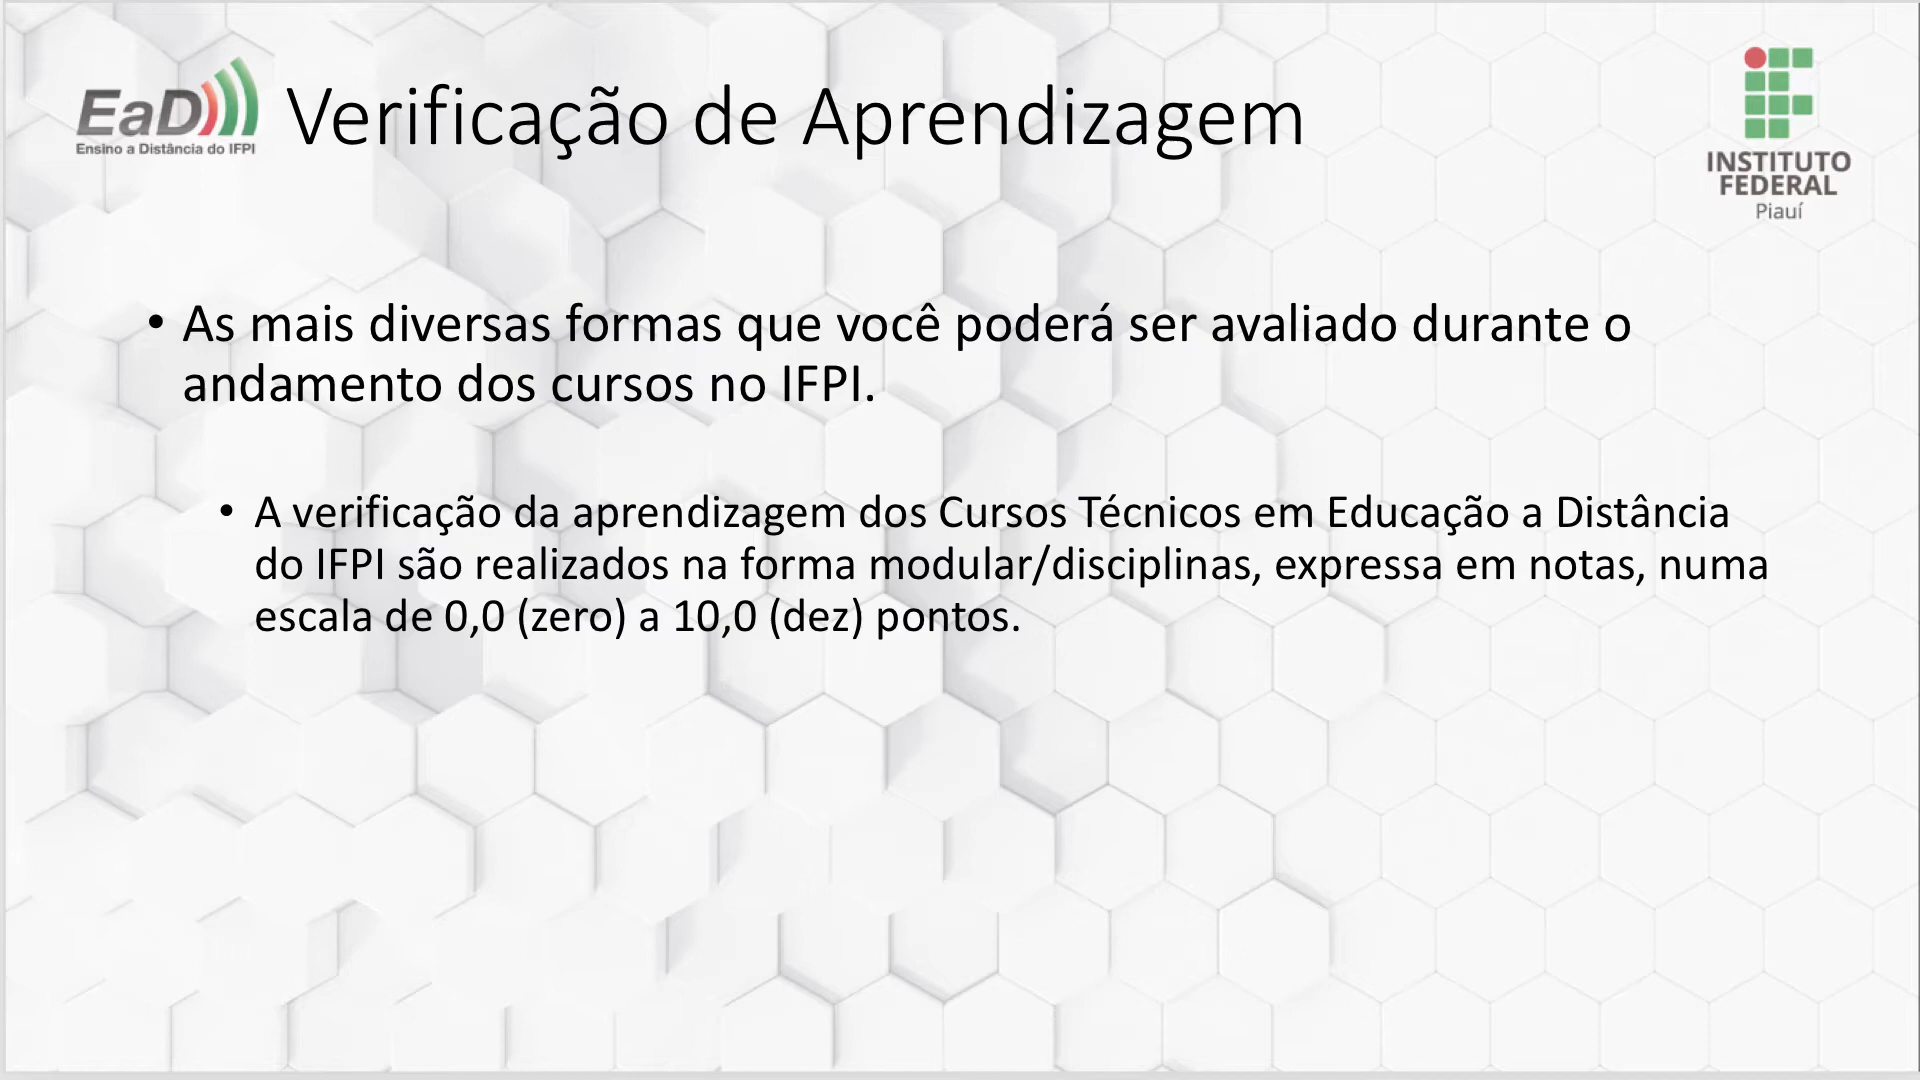 EaD
Ensino a Distância do IFPI
Verificação de Aprendizagem
INSTITUTO
FEDERAL
Piauí
• As mais diversas formas que você poderá ser avaliado durante o
andamento dos cursos no IFPI.
• A verificação da aprendizagem dos Cursos Técnicos em Educação a Distância
do IFPI são realizados na forma modular/disciplinas, expressa em notas, numa
escala de 0,0 (zero) a 10,0 (dez) pontos.